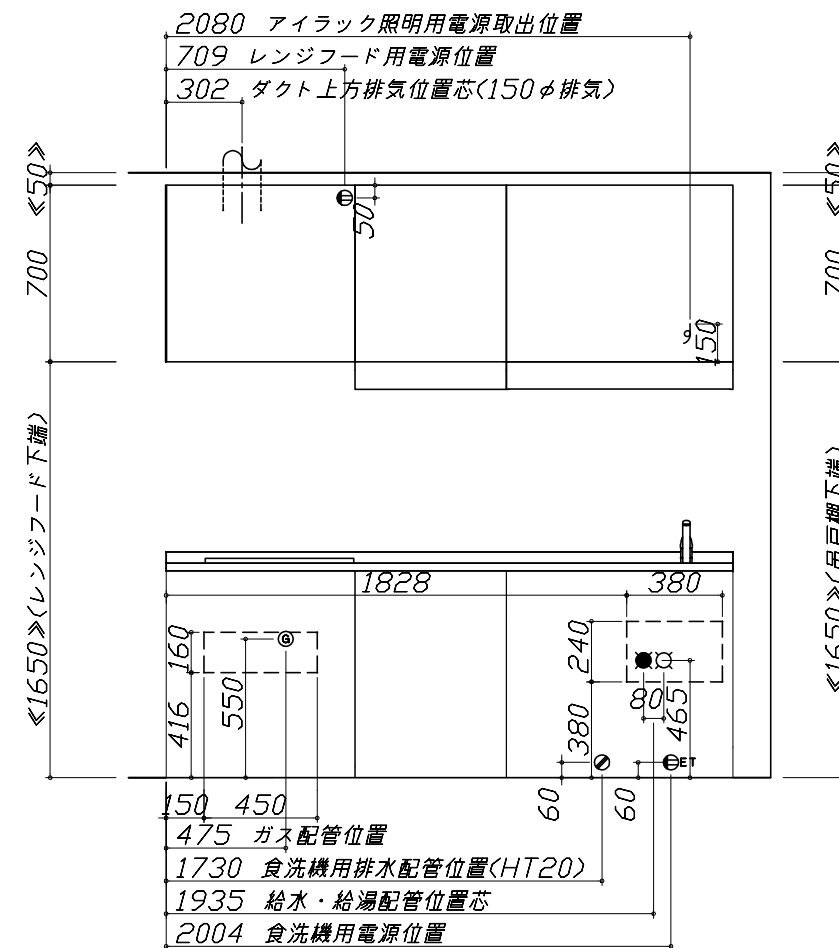 2080 アイラック照明用電源取出位置
709 レンジフード用電源位置
302 ダクト上方排気位置芯(150φ排気)
≪50≫
≪50≫
50
700
700
150
≪1650≫(レンジフード下端)
≪1650≫(吊戸棚下端)
1828
380
160
G
240
550
80
465
416
380
ET
60
60
150
450
475 ガス配管位置
1730 食洗機用排水配管位置(HT20)
1935 給水・給湯配管位置芯
2004 食洗機用電源位置